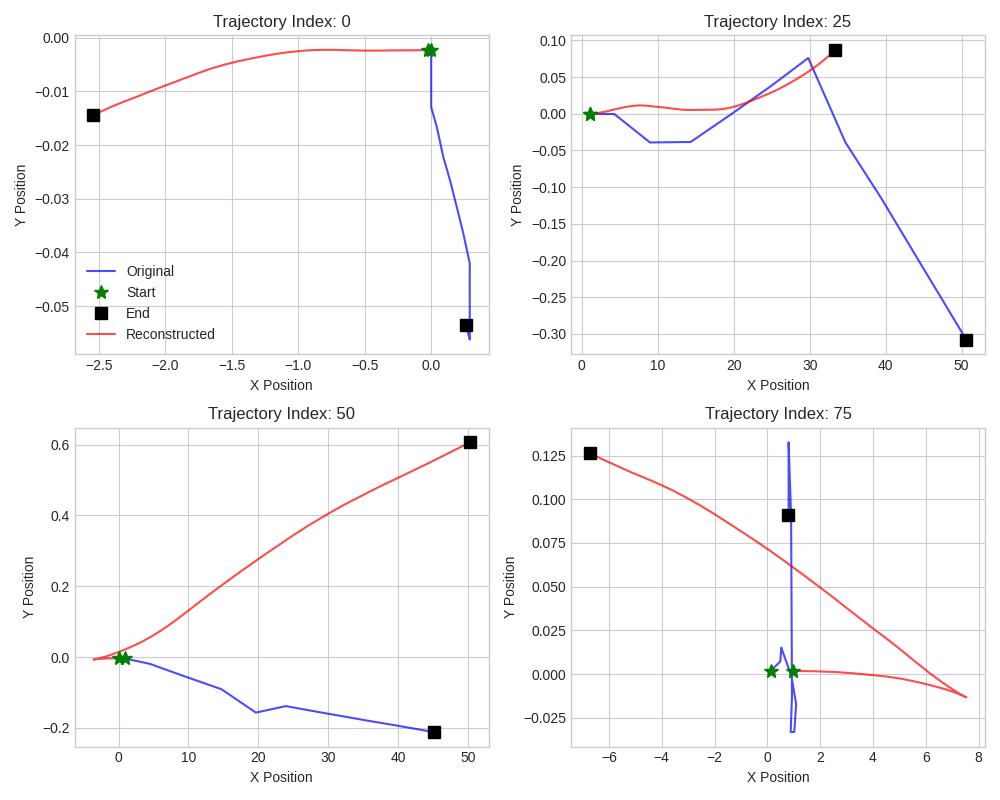 Trajectory Index: 0
0.00
−0.01
−0.02
−0.03
−0.04
−0.05
Y Position
Original
Start
End
Reconstructed
−2.5 −2.0 −1.5 −1.0 −0.5 0.0
X Position
Trajectory Index: 25
0.10
0.05
0.00
−0.05
−0.10
−0.15
−0.20
−0.25
−0.30
Y Position
0 10 20 30 40 50
X Position
Trajectory Index: 50
0.6
0.4
0.2
0.0
−0.2
Y Position
0 10 20 30 40 50
X Position
Trajectory Index: 75
0.125
0.100
0.075
0.050
0.025
0.000
−0.025
Y Position
−6 −4 −2 0 2 4 6 8
X Position